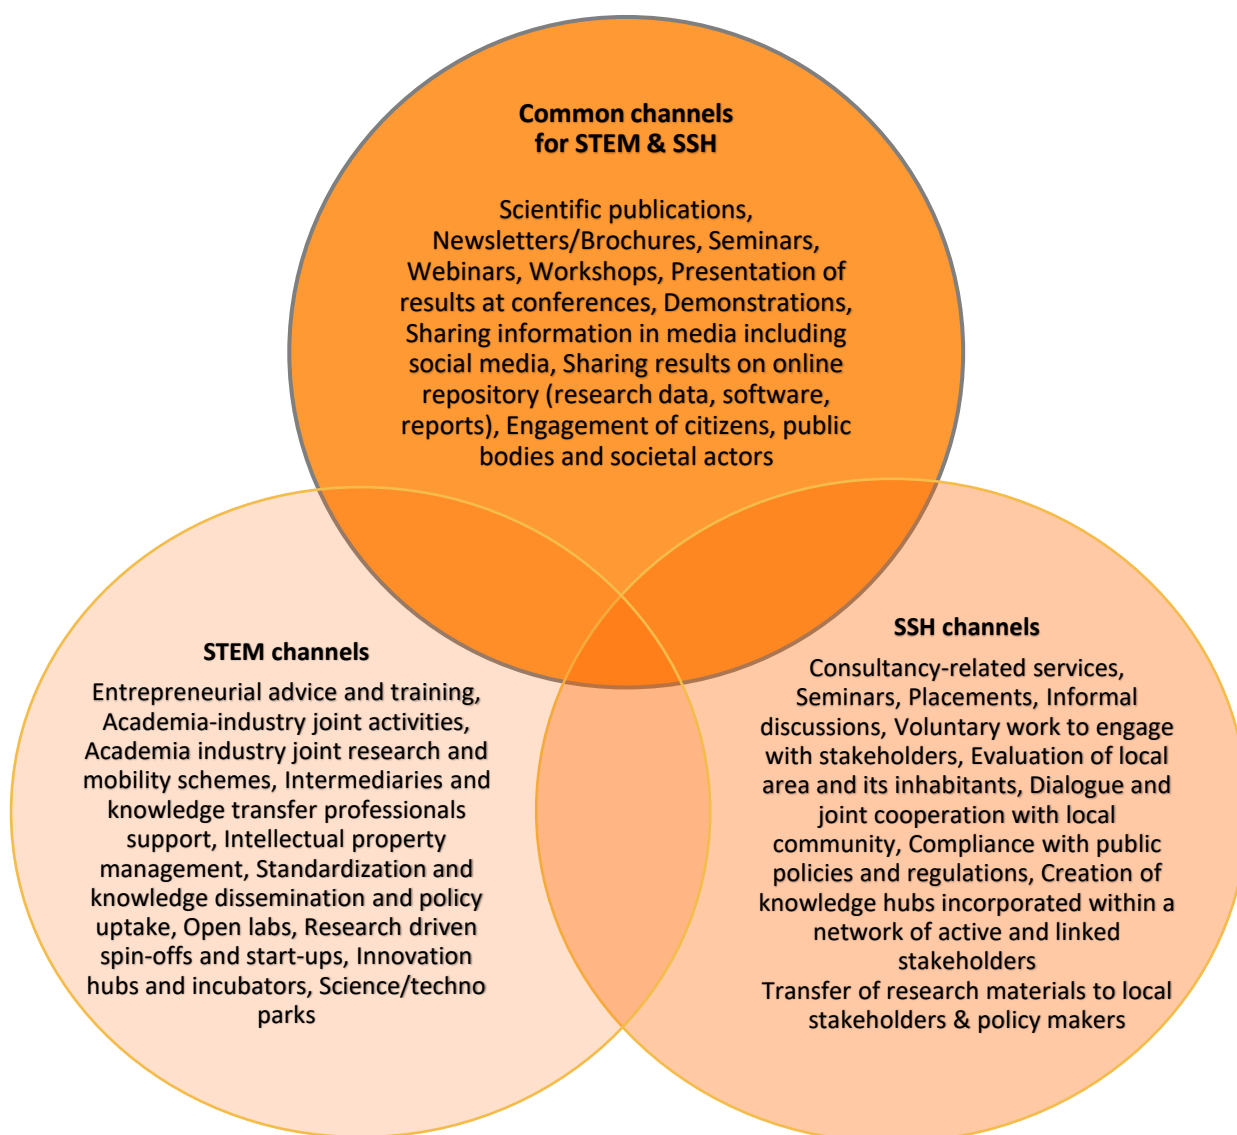 Common channels
for STEM & SSH
Scientific publications,
Newsletters/Brochures, Seminars,
Webinars, Workshops, Presentation of
results at conferences, Demonstrations,
Sharing information in media including
social media, Sharing results on online
repository (research data, software,
reports), Engagement of citizens, public
bodies and societal actors
STEM channels
Entrepreneurial advice and training,
Academia-industry joint activities,
Academia industry joint research and
mobility schemes, Intermediaries and
knowledge transfer professionals
support, Intellectual property
management, Standardization and
knowledge dissemination and policy
uptake, Open labs, Research driven
spin-offs and start-ups, Innovation
hubs and incubators, Science/techno
parks
SSH channels
Consultancy-related services,
Seminars, Placements, Informal
discussions, Voluntary work to engage
with stakeholders, Evaluation of local
area and its inhabitants, Dialogue and
joint cooperation with local
community, Compliance with public
policies and regulations, Creation of
knowledge hubs incorporated within a
network of active and linked
stakeholders
Transfer of research materials to local
stakeholders & policy makers